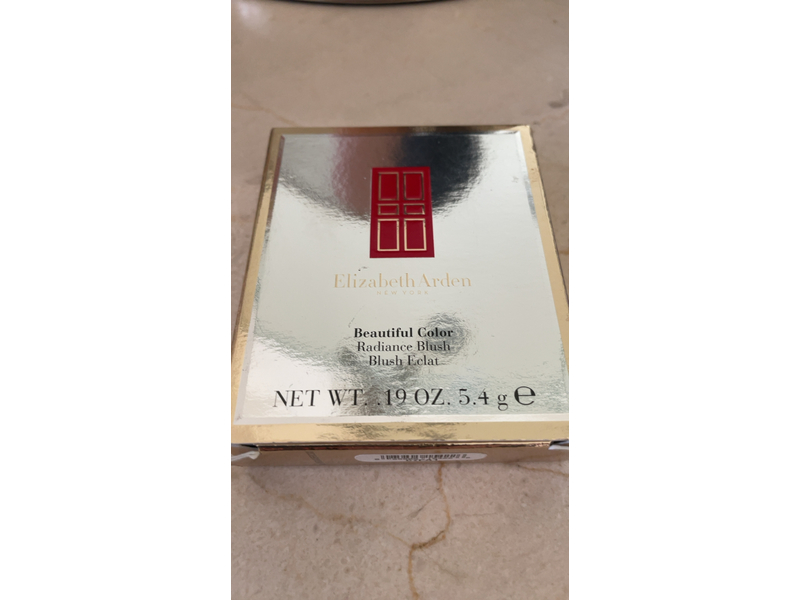 Elizabeth Arden
NEW YORK
Beautiful Color
Radiance Blush
Blush Eclat
NET WT. .19 OZ. 5.4 g ℮